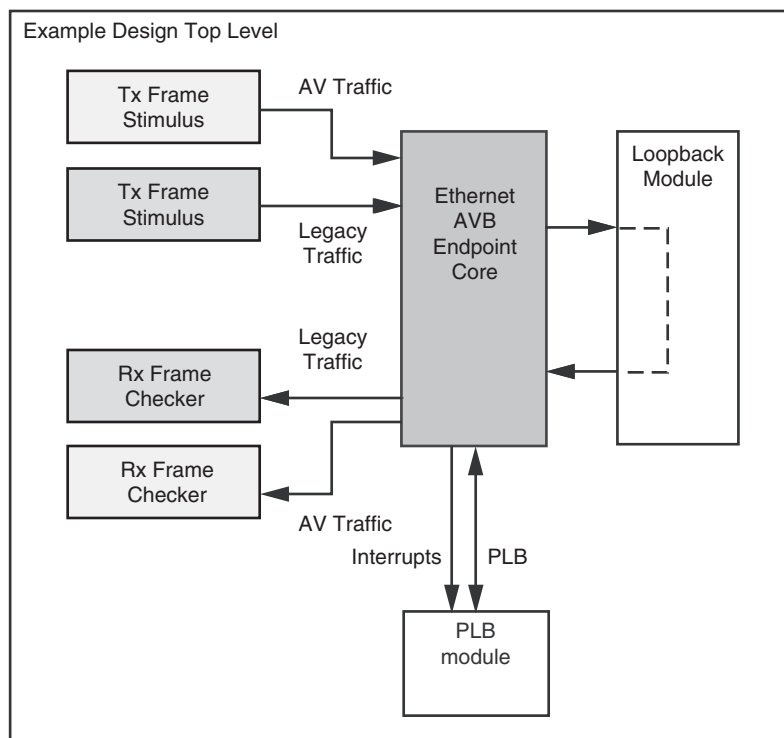 Example Design Top Level
Tx Frame
Stimulus
AV Traffic
Tx Frame
Stimulus
Legacy
Traffic
Ethernet
AVB
Endpoint
Core
Loopback
Module
Legacy
Traffic
Rx Frame
Checker
Rx Frame
Checker
AV Traffic
Interrupts
PLB
PLB
module